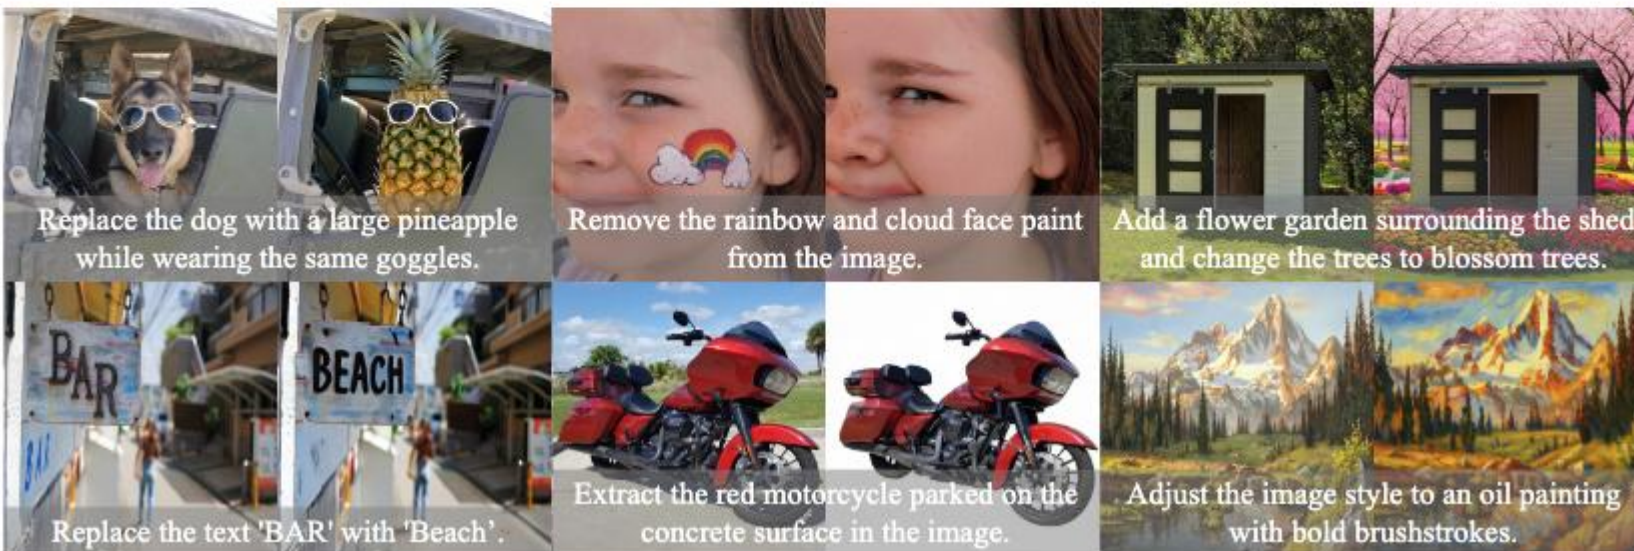 Replace the dog with a large pineapple
while wearing the same goggles.
Remove the rainbow and cloud face paint
from the image.
Add a flower garden surrounding the shed
and change the trees to blossom trees.
BAR
BAR
BEACH
Replace the text 'BAR' with 'Beach’.
Extract the red motorcycle parked on the
concrete surface in the image.
Adjust the image style to an oil painting
with bold brushstrokes.